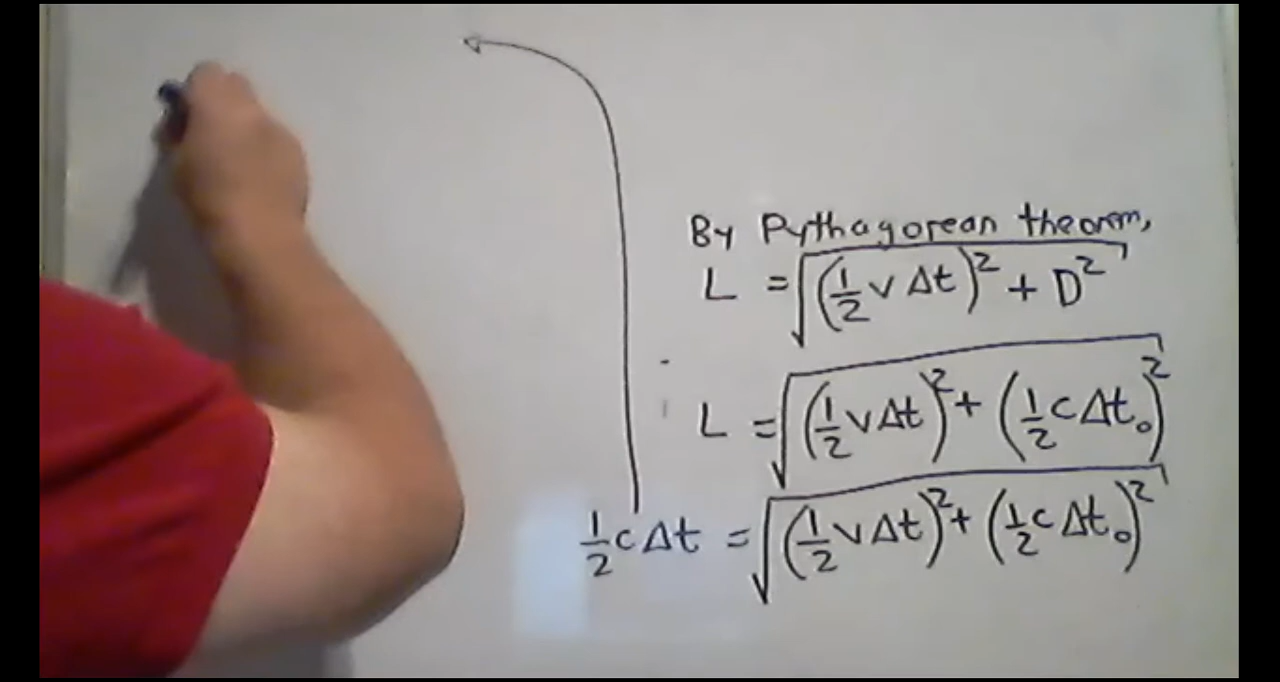 By Pythagorean theorem,
L = √((1/2 v Δt)² + D²)
L = √((1/2 v Δt)² + (1/2 c Δt₀)²)
1/2 c Δt = √((1/2 v Δt)² + (1/2 c Δt₀)²)